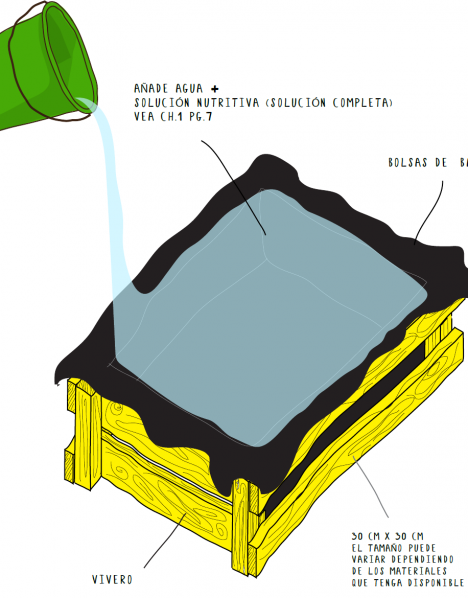 AÑADE AGUA +
SOLUCIÓN NUTRITIVA (SOLUCIÓN COMPLETA)
VEA CH.1 PG.7
BOLSAS DE
VIVERO
30 CM X 30 CM
EL TAMAÑO PUEDE
VARIAR DEPENDIENDO
DE LOS MATERIALES
QUE TENGA DISPONIBLE